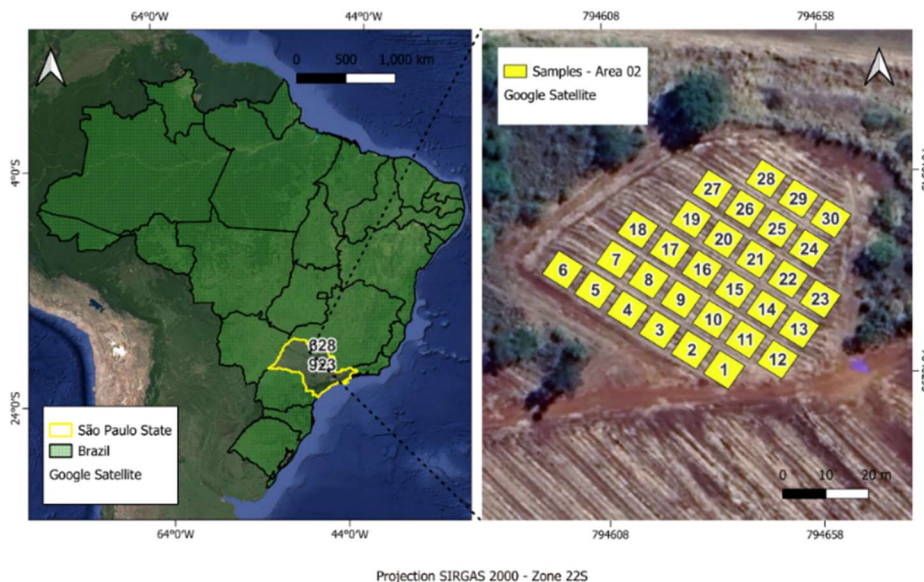 64°0'W 44°0'W 794608 794658
0 500 1,000 km
Samples - Area 02
Google Satellite
4°0'S
28
27 29
26 30
19 25
18 20 24
17 21
7 16 22
6 8 15 23
5 9 14
4 10 13
3 11
2 12
1
923
24°0'S
São Paulo State
Brazil
Google Satellite
0 10 20 m
64°0'W 44°0'W 794608 794658
Projection SIRGAS 2000 - Zone 22S